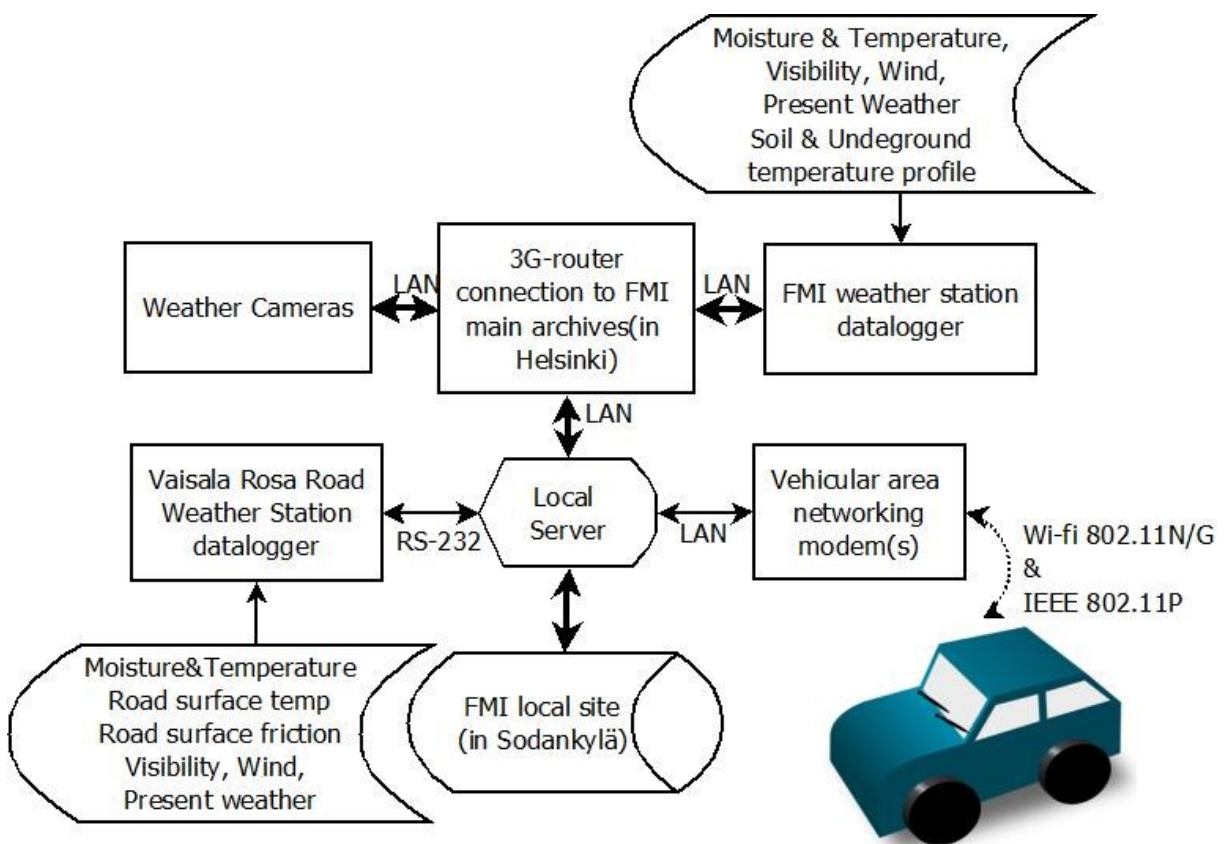 Moisture & Temperature,
Visibility, Wind,
Present Weather
Soil & Undeground
temperature profile
Weather Cameras
LAN
3G-router
connection to FMI
main archives(in
Helsinki)
LAN
FMI weather station
datalogger
LAN
Vaisala Rosa Road
Weather Station
datalogger
RS-232
Local
Server
LAN
Vehicular area
networking
modem(s)
Wi-fi 802.11N/G
&
IEEE 802.11P
Moisture&Temperature
Road surface temp
Road surface friction
Visibility, Wind,
Present weather
FMI local site
(in Sodankylä)